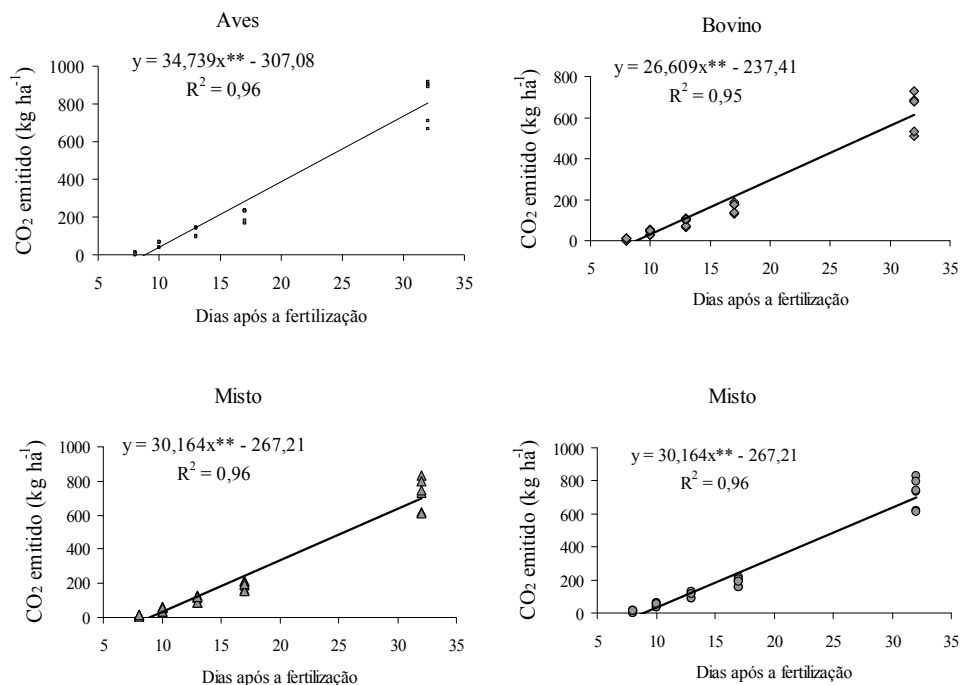 Aves
y = 34,739x** - 307,08
R² = 0,96
CO₂ emitido (kg ha⁻¹)
1000
800
600
400
200
0
5 10 15 20 25 30 35
Dias após a fertilização
Bovino
y = 26,609x** - 237,41
R² = 0,95
CO₂ emitido (kg ha⁻¹)
800
600
400
200
0
5 10 15 20 25 30 35
Dias após a fertilização
Misto
y = 30,164x** - 267,21
R² = 0,96
CO₂ emitido (kg ha⁻¹)
1000
800
600
400
200
0
5 10 15 20 25 30 35
Dias após a fertilização
Misto
y = 30,164x** - 267,21
R² = 0,96
CO₂ emitido (kg ha⁻¹)
1000
800
600
400
200
0
5 10 15 20 25 30 35
Dias após a fertilização